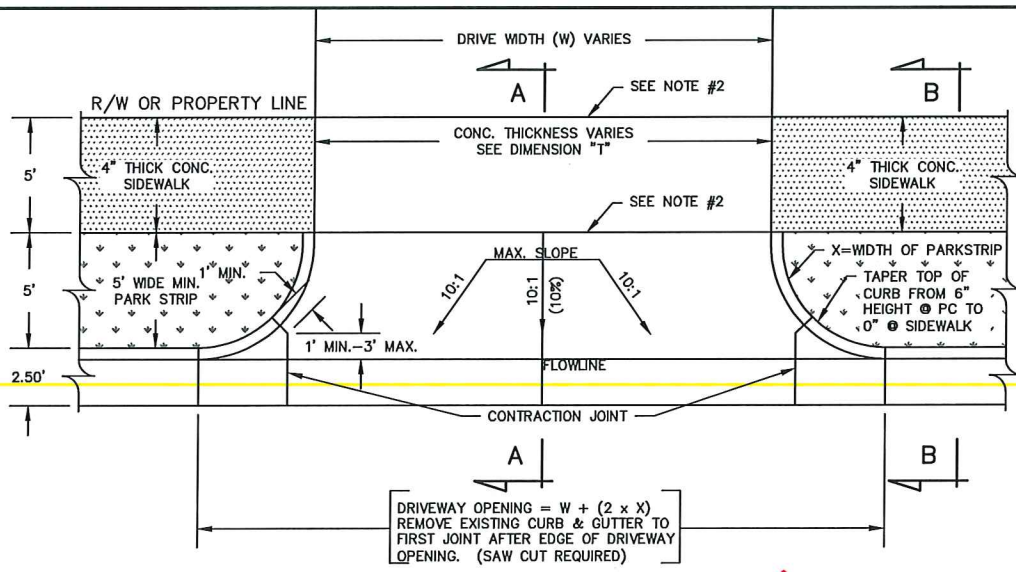 DRIVE WIDTH (W) VARIES
A
B
R/W OR PROPERTY LINE
SEE NOTE #2
5'
4" THICK CONC.
SIDEWALK
CONC. THICKNESS VARIES
SEE DIMENSION "T"
4" THICK CONC.
SIDEWALK
SEE NOTE #2
5'
5' WIDE MIN.
PARK STRIP
1' MIN.
MAX. SLOPE
10:1
10:1
(10%)
10:1
X=WIDTH OF PARKSTRIP
TAPER TOP OF
CURB FROM 6"
HEIGHT @ PC TO
0" @ SIDEWALK
1' MIN.-3' MAX.
FLOWLINE
2.50'
CONTRACTION JOINT
A
B
DRIVEWAY OPENING = W + (2 x X)
REMOVE EXISTING CURB & GUTTER TO
FIRST JOINT AFTER EDGE OF DRIVEWAY
OPENING. (SAW CUT REQUIRED)